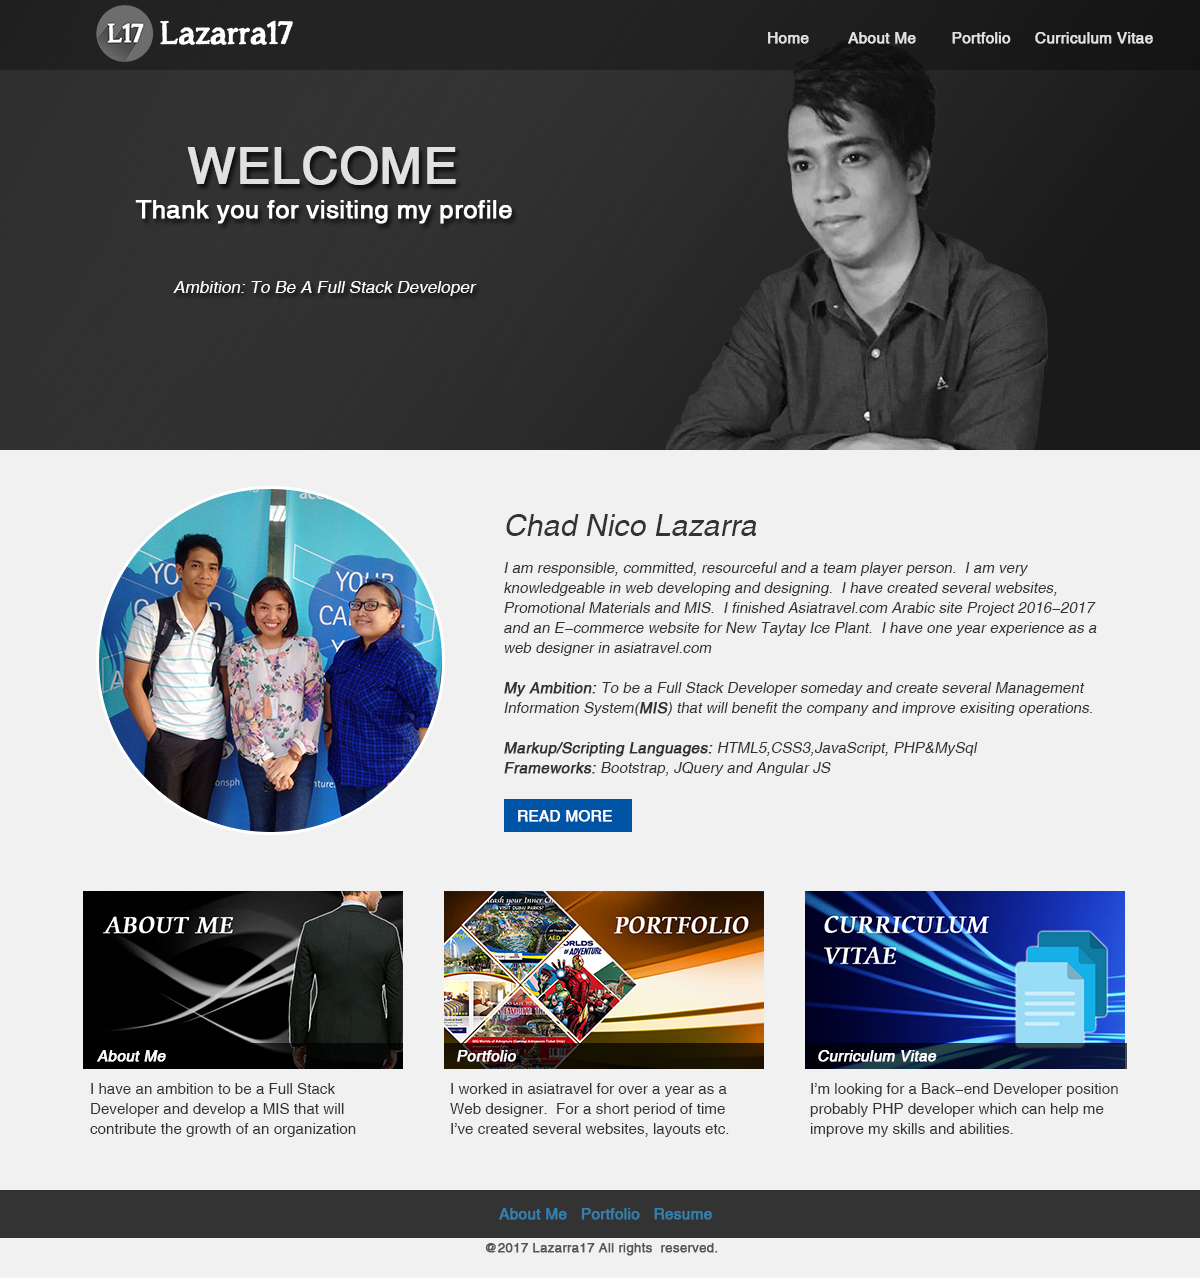 L17 Lazarra17
Home About Me Portfolio Curriculum Vitae
WELCOME
Thank you for visiting my profile
Ambition: To Be A Full Stack Developer
YOUR
Chad Nico Lazarra
I am responsible, committed, resourceful and a team player person. I am very
knowledgeable in web developing and designing. I have created several websites,
Promotional Materials and MIS. I finished Asiatravel.com Arabic site Project 2016–2017
and an E–commerce website for New Taytay Ice Plant. I have one year experience as a
web designer in asiatravel.com
My Ambition: To be a Full Stack Developer someday and create several Management
Information System(MIS) that will benefit the company and improve exisiting operations.
Markup/Scripting Languages: HTML5,CSS3,JavaScript, PHP&MySql
Frameworks: Bootstrap, JQuery and Angular JS
READ MORE
ABOUT ME
About Me
I have an ambition to be a Full Stack
Developer and develop a MIS that will
contribute the growth of an organization
your Inner
VISIT DUBAI PARKS!
AED
WORLDS
OF ADVENTURE
PORTFOLIO
Portfolio
I worked in asiatravel for over a year as a
Web designer. For a short period of time
I've created several websites, layouts etc.
CURRICULUM
VITAE
Curriculum Vitae
I'm looking for a Back–end Developer position
probably PHP developer which can help me
improve my skills and abilities.
About Me Portfolio Resume
@2017 Lazarra17 All rights reserved.